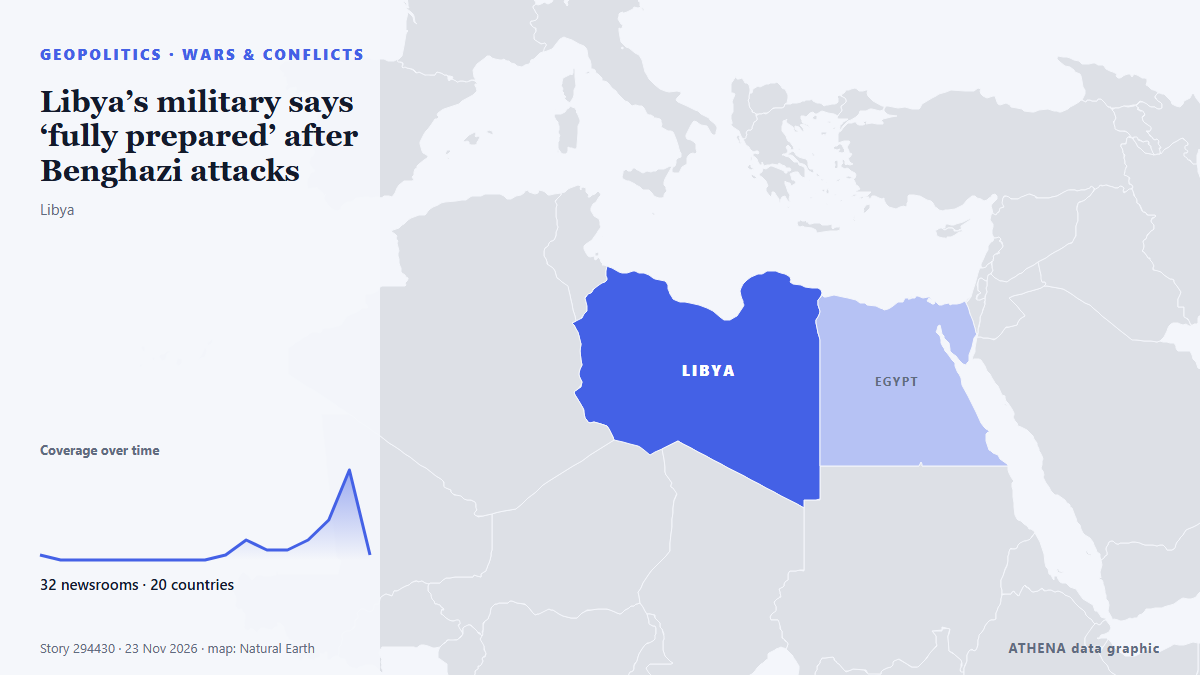 GEOPOLITICS · WARS & CONFLICTS
Libya’s military says
‘fully prepared’ after
Benghazi attacks
Libya
LIBYA
EGYPT
Coverage over time
32 newsrooms · 20 countries
Story 294430 · 23 Nov 2026 · map: Natural Earth
ATHENA data graphic